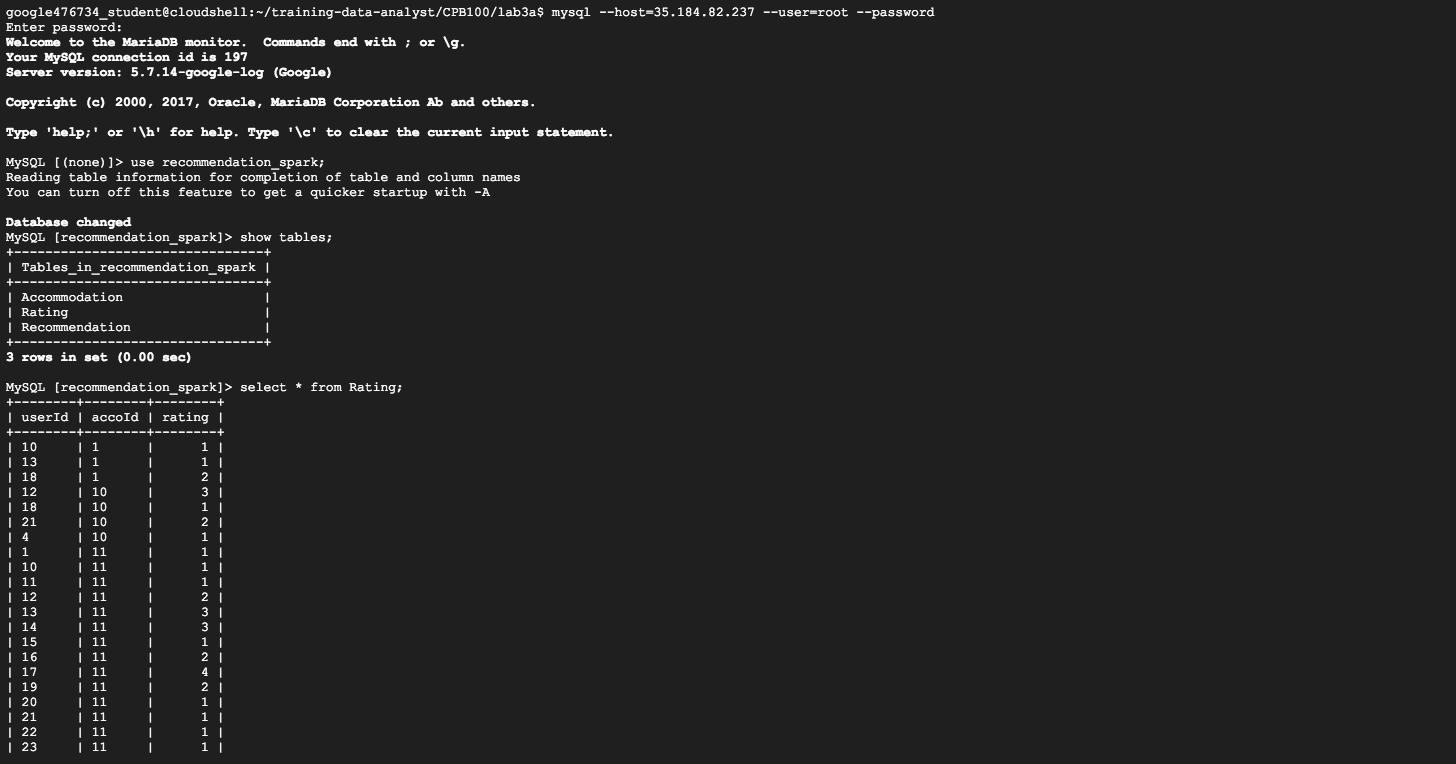 google476734_student@cloudshell:~/training-data-analyst/CPB100/lab3a$ mysql --host=35.184.82.237 --user=root --password
Enter password:
Welcome to the MariaDB monitor.  Commands end with ; or \g.
Your MySQL connection id is 197
Server version: 5.7.14-google-log (Google)

Copyright (c) 2000, 2017, Oracle, MariaDB Corporation Ab and others.

Type 'help;' or '\h' for help. Type '\c' to clear the current input statement.

MySQL [(none)]> use recommendation_spark;
Reading table information for completion of table and column names
You can turn off this feature to get a quicker startup with -A

Database changed
MySQL [recommendation_spark]> show tables;
+--------------------------------+
| Tables_in_recommendation_spark |
+--------------------------------+
| Accommodation                  |
| Rating                         |
| Recommendation                 |
+--------------------------------+
3 rows in set (0.00 sec)

MySQL [recommendation_spark]> select * from Rating;
+--------+--------+--------+
| userId | accoId | rating |
+--------+--------+--------+
| 10     | 1      |      1 |
| 13     | 1      |      1 |
| 18     | 1      |      2 |
| 12     | 10     |      3 |
| 18     | 10     |      1 |
| 21     | 10     |      2 |
| 4      | 10     |      1 |
| 1      | 11     |      1 |
| 10     | 11     |      1 |
| 11     | 11     |      1 |
| 12     | 11     |      2 |
| 13     | 11     |      3 |
| 14     | 11     |      3 |
| 15     | 11     |      1 |
| 16     | 11     |      2 |
| 17     | 11     |      4 |
| 19     | 11     |      2 |
| 20     | 11     |      1 |
| 21     | 11     |      1 |
| 22     | 11     |      1 |
| 23     | 11     |      1 |